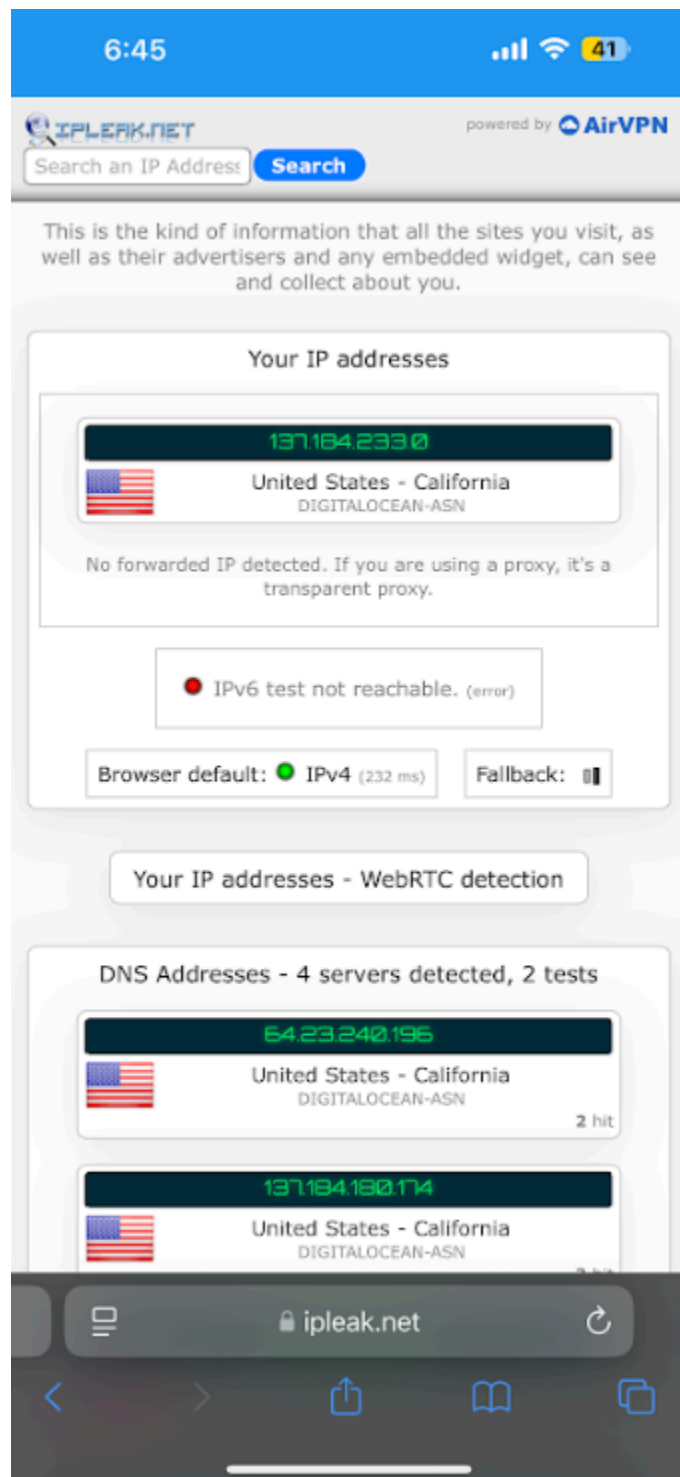 6:45
41
IPLEAK.NET
powered by AirVPN
Search an IP Address
Search
This is the kind of information that all the sites you visit, as
well as their advertisers and any embedded widget, can see
and collect about you.
Your IP addresses
137.184.233.0
United States - California
DIGITALOCEAN-ASN
No forwarded IP detected. If you are using a proxy, it's a
transparent proxy.
IPv6 test not reachable. (error)
Browser default: IPv4 (232 ms)
Fallback:
Your IP addresses - WebRTC detection
DNS Addresses - 4 servers detected, 2 tests
64.23.240.196
United States - California
DIGITALOCEAN-ASN
2 hit
137.184.180.174
United States - California
DIGITALOCEAN-ASN
ipleak.net